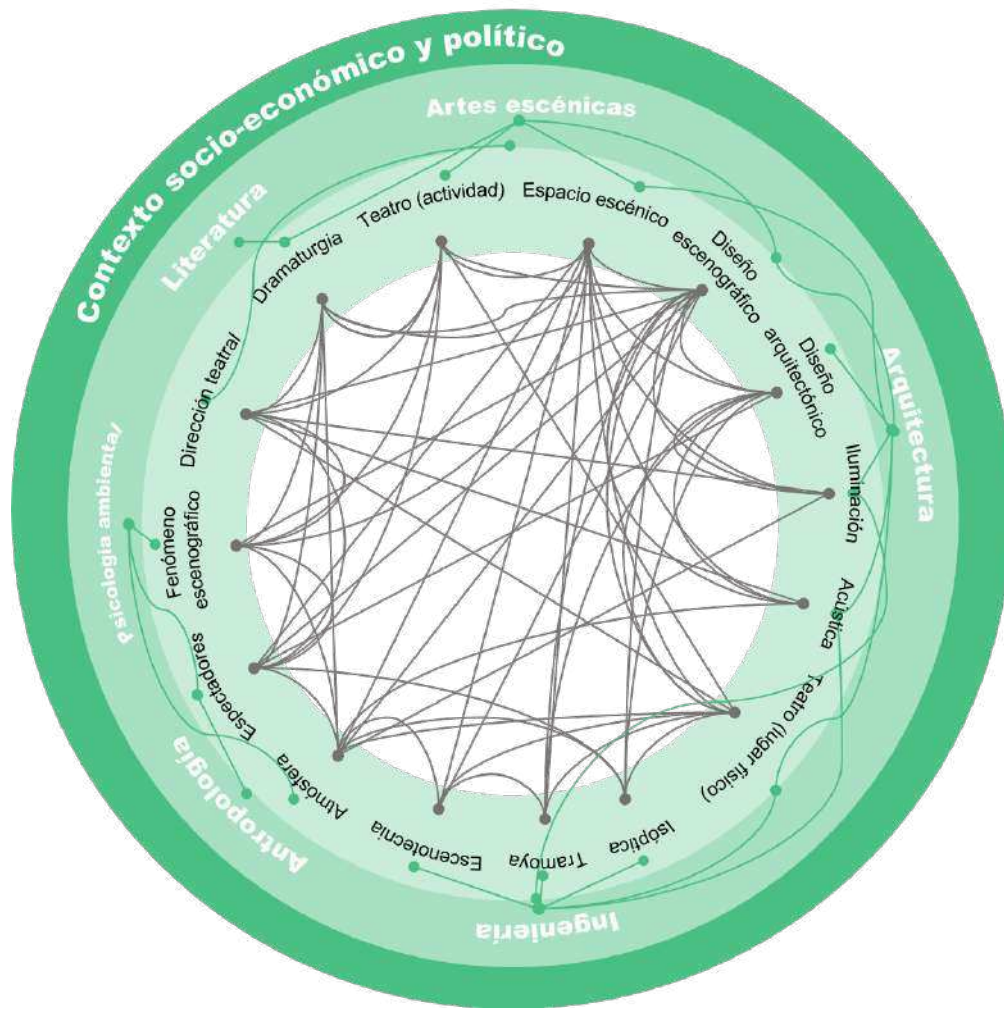 Contexto socio-económico y político
Artes escénicas
Arquitectura
Ingeniería
Antropología
Psicología ambiental
Literatura
Teatro (actividad)
Espacio escénico
Diseño
escenográfico
Diseño
arquitectónico
Iluminación
Acústica
Teatro (lugar físico)
Isóptica
Tramoya
Escenotecnia
Atmósfera
Espectadores
Fenómeno
escenográfico
Dirección teatral
Dramaturgia